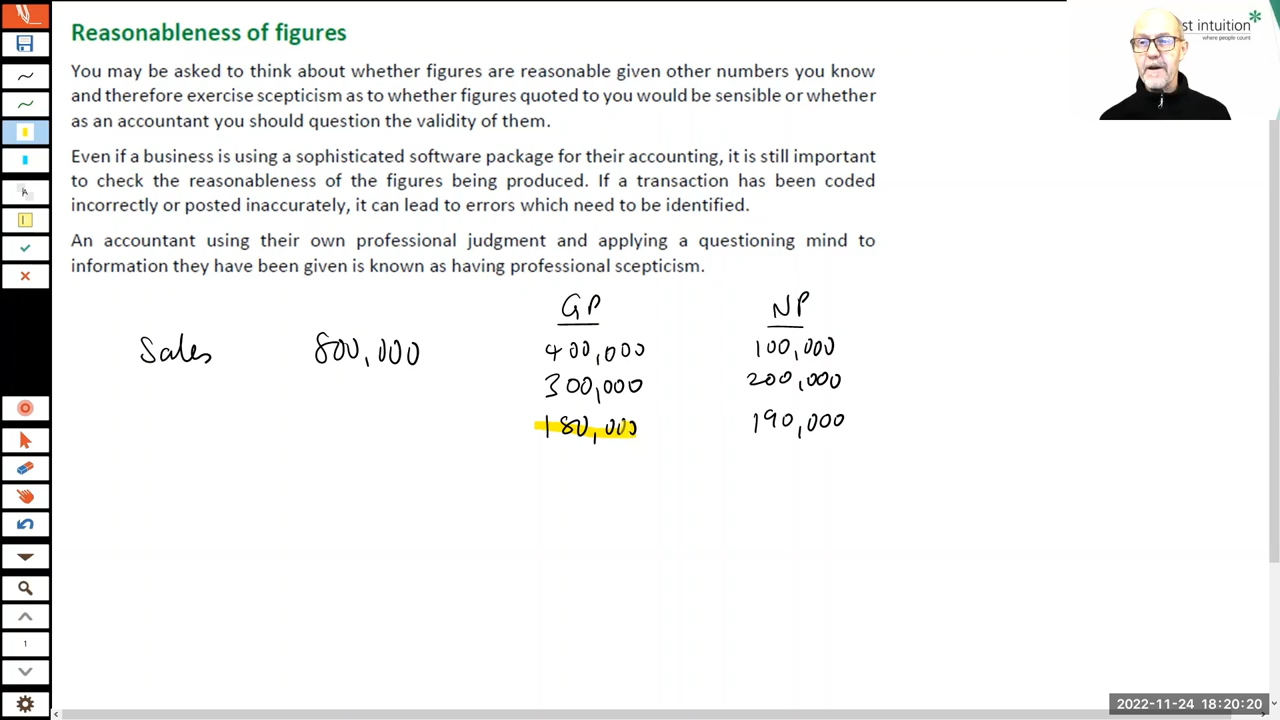 st intuition
where people count
Reasonableness of figures
You may be asked to think about whether figures are reasonable given other numbers you know
and therefore exercise scepticism as to whether figures quoted to you would be sensible or whether
as an accountant you should question the validity of them.
Even if a business is using a sophisticated software package for their accounting, it is still important
to check the reasonableness of the figures being produced. If a transaction has been coded
incorrectly or posted inaccurately, it can lead to errors which need to be identified.
An accountant using their own professional judgment and applying a questioning mind to
information they have been given is known as having professional scepticism.
GP NP
Sales 800,000 400,000 100,000
300,000 200,000
180,000 190,000
1
2022-11-24 18:20:20